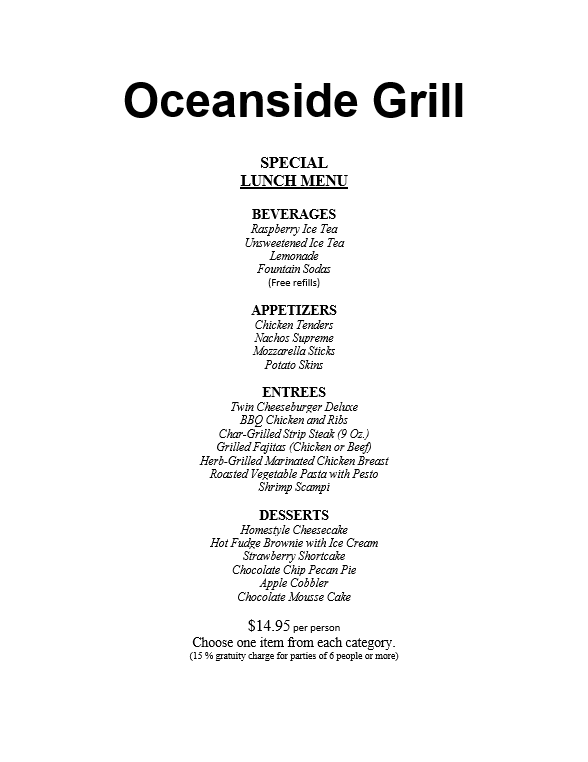 Oceanside Grill
SPECIAL
LUNCH MENU
BEVERAGES
Raspberry Ice Tea
Unsweetened Ice Tea
Lemonade
Fountain Sodas
(Free refills)
APPETIZERS
Chicken Tenders
Nachos Supreme
Mozzarella Sticks
Potato Skins
ENTREES
Twin Cheeseburger Deluxe
BBQ Chicken and Ribs
Char-Grilled Strip Steak (9 Oz.)
Grilled Fajitas (Chicken or Beef)
Herb-Grilled Marinated Chicken Breast
Roasted Vegetable Pasta with Pesto
Shrimp Scampi
DESSERTS
Homestyle Cheesecake
Hot Fudge Brownie with Ice Cream
Strawberry Shortcake
Chocolate Chip Pecan Pie
Apple Cobbler
Chocolate Mousse Cake
$14.95 per person
Choose one item from each category.
(15 % gratuity charge for parties of 6 people or more)